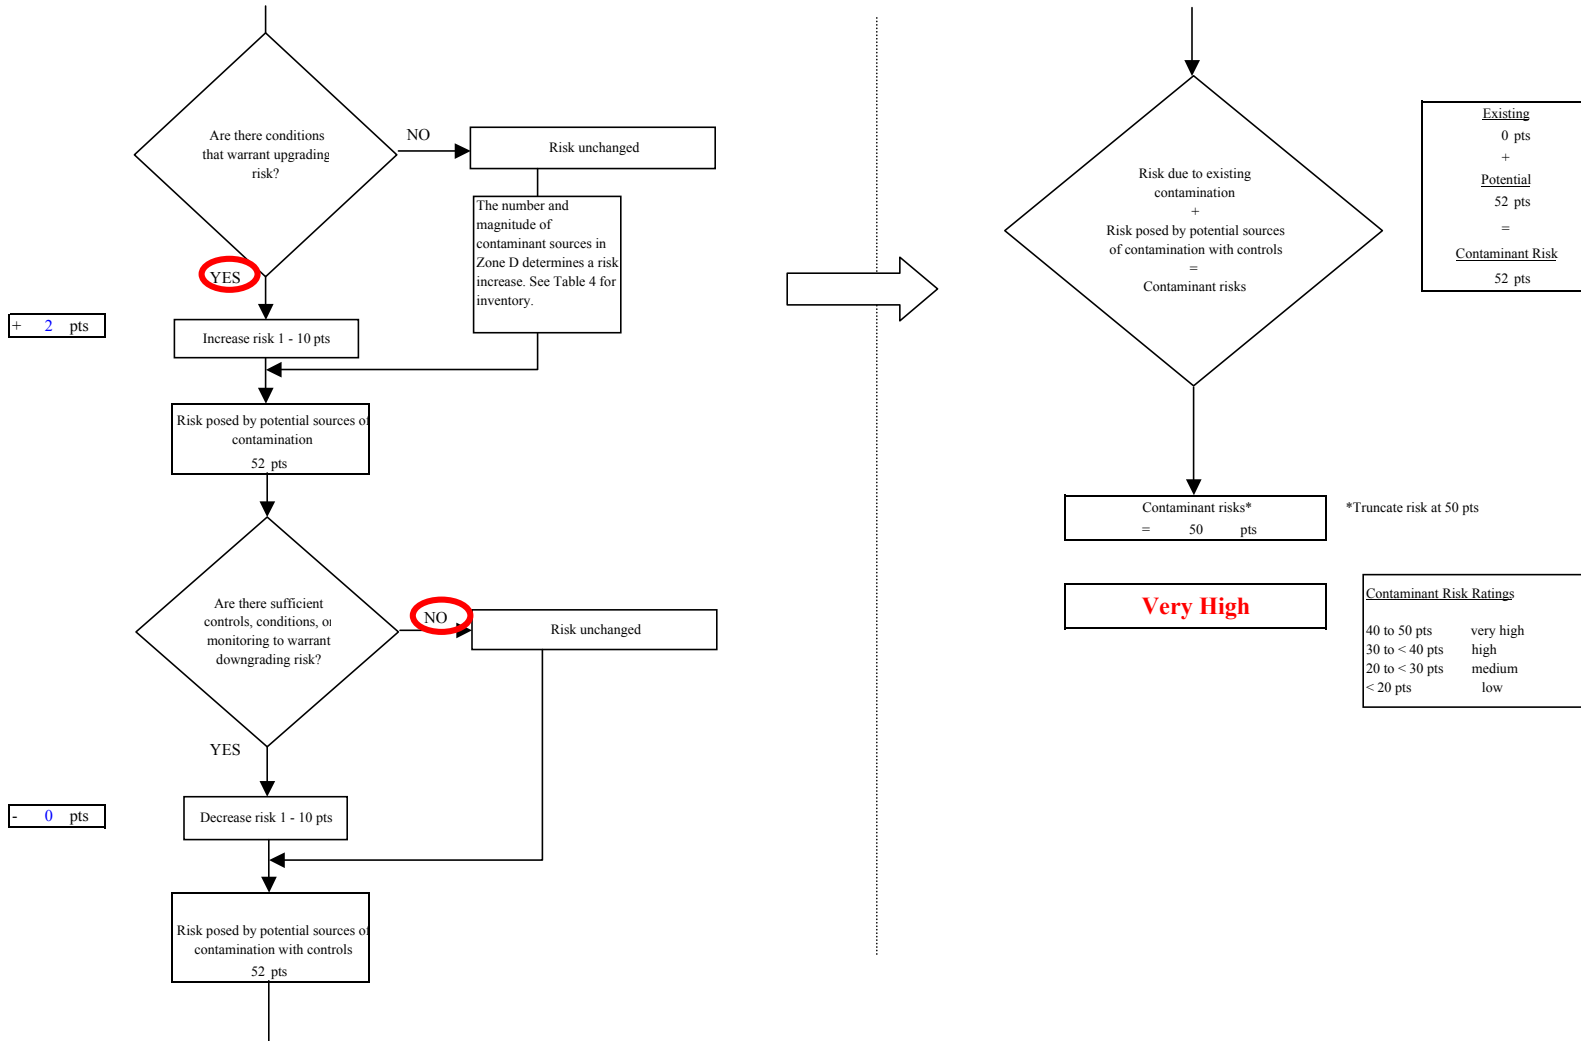 Are there conditions
that warrant upgrading
risk?
NO
Risk unchanged
The number and
magnitude of
contaminant sources in
Zone D determines a risk
increase. See Table 4 for
inventory.
YES
+ 2 pts
Increase risk 1 - 10 pts
Risk posed by potential sources of
contamination
52 pts
Are there sufficient
controls, conditions, or
monitoring to warrant
downgrading risk?
NO
Risk unchanged
YES
- 0 pts
Decrease risk 1 - 10 pts
Risk posed by potential sources of
contamination with controls
52 pts
Risk due to existing
contamination
+
Risk posed by potential sources
of contamination with controls
=
Contaminant risks
Existing
0 pts
+
Potential
52 pts
=
Contaminant Risk
52 pts
Contaminant risks*
= 50 pts
*Truncate risk at 50 pts
Very High
Contaminant Risk Ratings
40 to 50 pts very high
30 to < 40 pts high
20 to < 30 pts medium
< 20 pts low